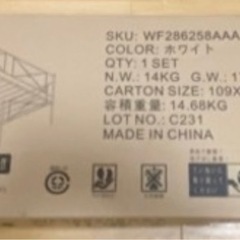 SKU: WF286258AAA
COLOR: ホワイト
QTY: 1 SET
N.W.: 14KG G.W.: 1
CARTON SIZE: 109X
容積重量: 14.68KG
LOT NO.: C231
MADE IN CHINA